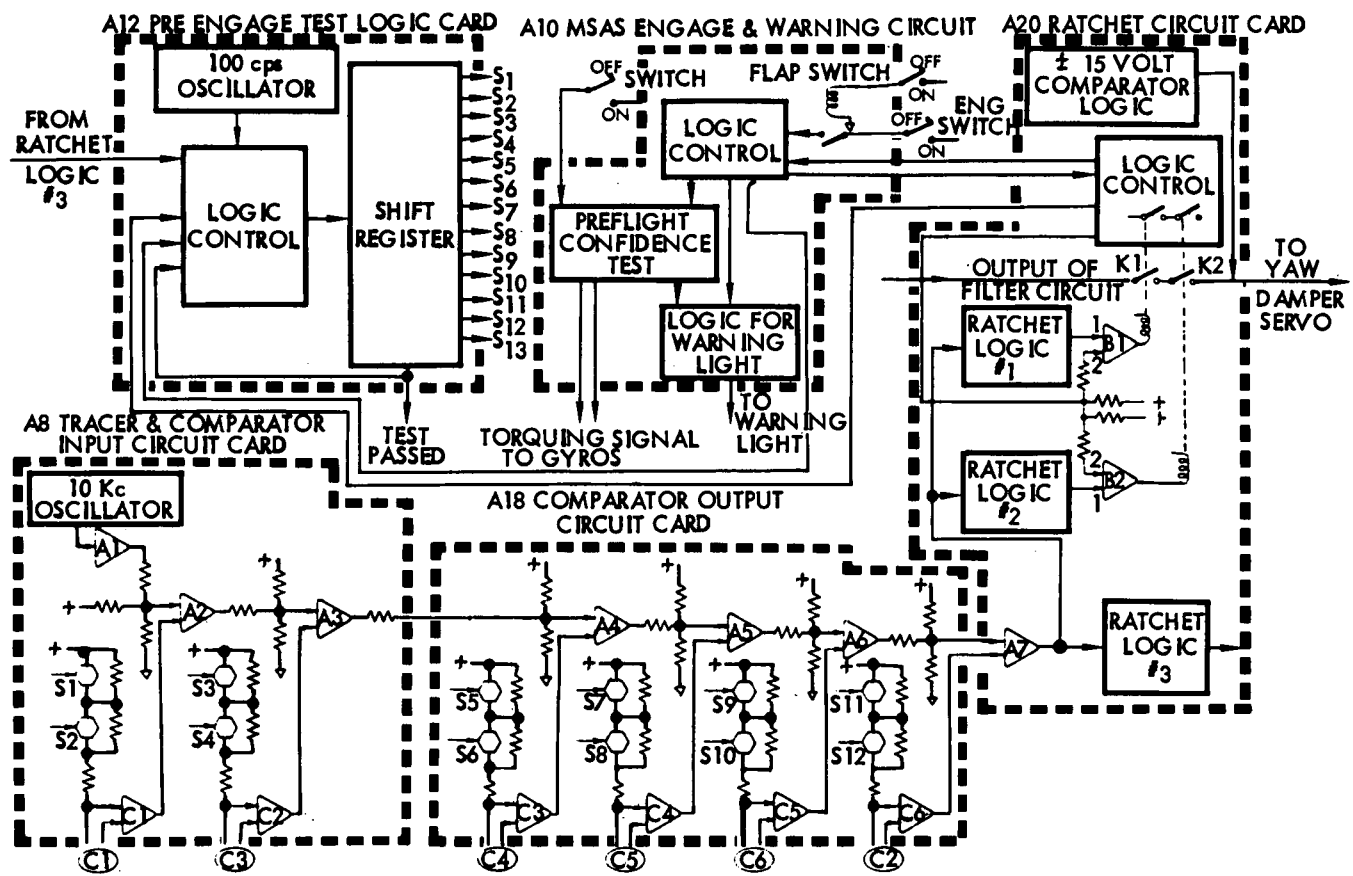 A12 PRE ENGAGE TEST LOGIC CARD
100 cps
OSCILLATOR
FROM
RATCHET
LOGIC
#3
LOGIC
CONTROL
SHIFT
REGISTER
S1
S2
S3
S4
S5
S6
S7
S8
S9
S10
S11
S12
S13
TEST
PASSED
A10 MSAS ENGAGE & WARNING CIRCUIT
OFF
SWITCH
ON
FLAP SWITCH
OFF
ON
ENG
SWITCH
OFF
ON
LOGIC
CONTROL
PREFLIGHT
CONFIDENCE
TEST
LOGIC FOR
WARNING
LIGHT
TORQUING SIGNAL
TO GYROS
TO
WARNING
LIGHT
A20 RATCHET CIRCUIT CARD
± 15 VOLT
COMPARATOR
LOGIC
LOGIC
CONTROL
OUTPUT OF
FILTER CIRCUIT
K1
K2
TO
YAW
DAMPER
SERVO
RATCHET
LOGIC
#1
1
B1
2
+
+
RATCHET
LOGIC
#2
2
B2
1
RATCHET
LOGIC
#3
A8 TRACER & COMPARATOR
INPUT CIRCUIT CARD
10 Kc
OSCILLATOR
A1
+
+
A2
A3
+
S1
S2
+
S3
S4
C1
C2
C1
C3
A18 COMPARATOR OUTPUT
CIRCUIT CARD
+
+
+
+
A4
A5
A6
A7
+
S5
S6
+
S7
S8
+
S9
S10
+
S11
S12
C3
C4
C5
C6
C4
C5
C6
C2